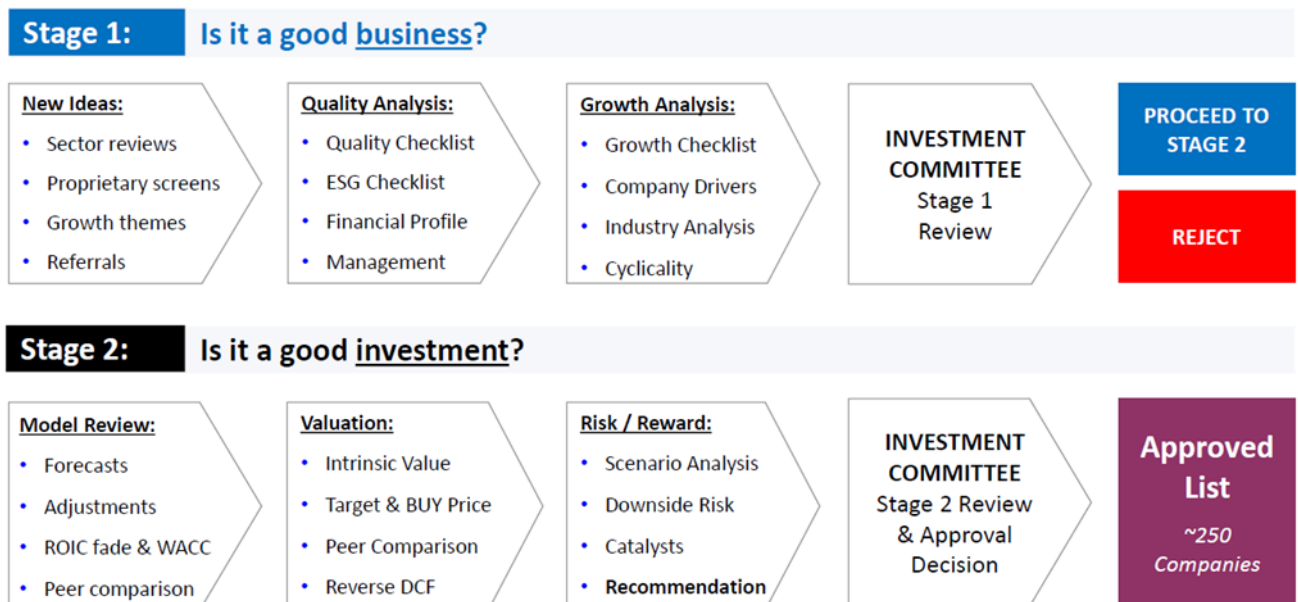 Stage 1: Is it a good business?
New Ideas:
• Sector reviews
• Proprietary screens
• Growth themes
• Referrals
Quality Analysis:
• Quality Checklist
• ESG Checklist
• Financial Profile
• Management
Growth Analysis:
• Growth Checklist
• Company Drivers
• Industry Analysis
• Cyclicality
INVESTMENT
COMMITTEE
Stage 1
Review
PROCEED TO
STAGE 2
REJECT
Stage 2: Is it a good investment?
Model Review:
• Forecasts
• Adjustments
• ROIC fade & WACC
• Peer comparison
Valuation:
• Intrinsic Value
• Target & BUY Price
• Peer Comparison
• Reverse DCF
Risk / Reward:
• Scenario Analysis
• Downside Risk
• Catalysts
• Recommendation
INVESTMENT
COMMITTEE
Stage 2 Review
& Approval
Decision
Approved
List
~250
Companies